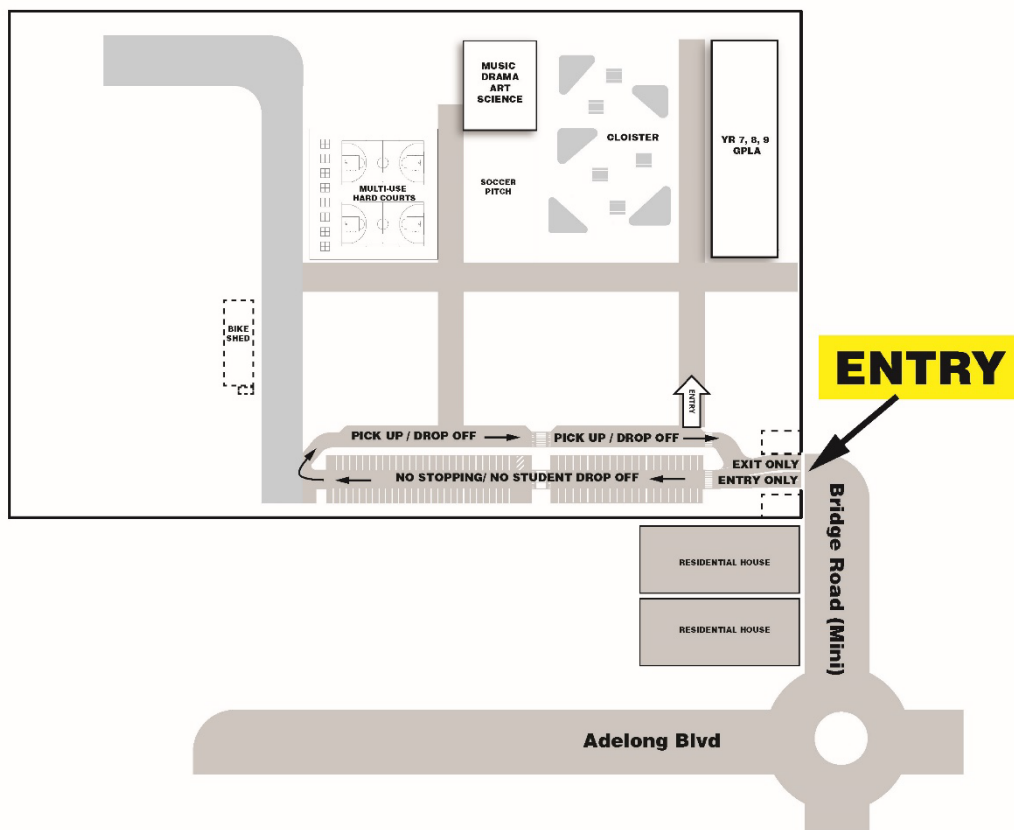 MUSIC
DRAMA
ART
SCIENCE
CLOISTER
YR 7, 8, 9
GPLA
MULTI-USE
HARD COURTS
SOCCER
PITCH
BIKE
SHED
ENTRY
ENTRY
PICK UP / DROP OFF
PICK UP / DROP OFF
EXIT ONLY
NO STOPPING/ NO STUDENT DROP OFF
ENTRY ONLY
Bridge Road (Mini)
RESIDENTIAL HOUSE
RESIDENTIAL HOUSE
Adelong Blvd